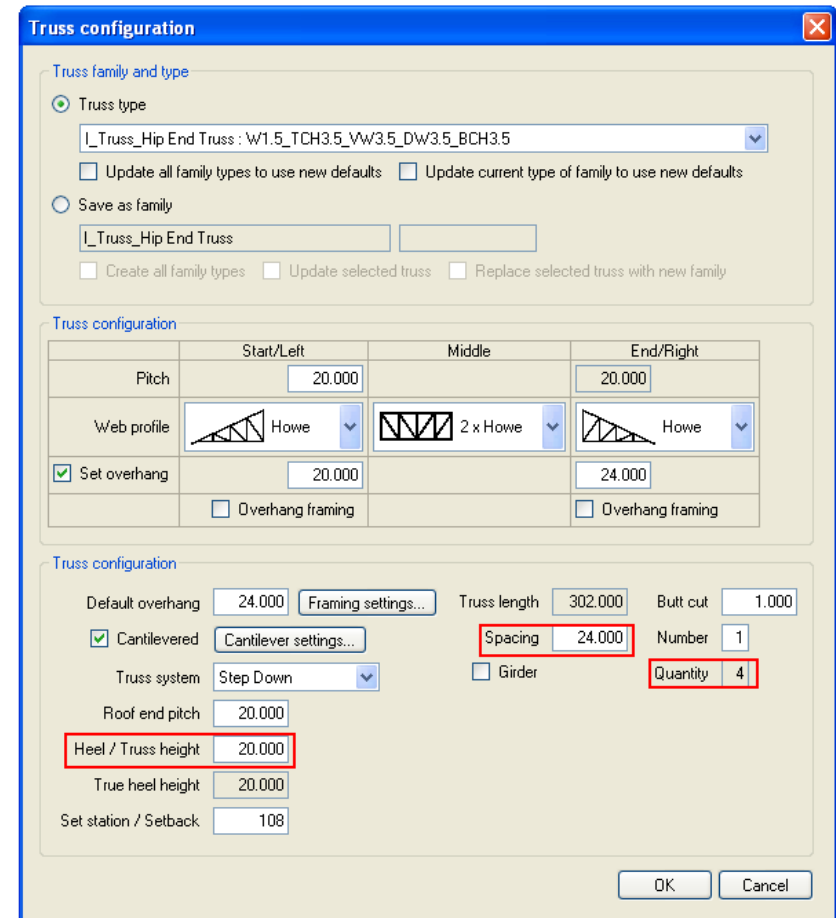 Truss configuration
Truss family and type
Truss type
I_Truss_Hip End Truss : W1.5_TCH3.5_VW3.5_DW3.5_BCH3.5
Update all family types to use new defaults Update current type of family to use new defaults
Save as family
I_Truss_Hip End Truss
Create all family types Update selected truss Replace selected truss with new family
Truss configuration
Start/Left Middle End/Right
Pitch 20.000 20.000
Web profile Howe 2 x Howe Howe
Set overhang 20.000 24.000
Overhang framing Overhang framing
Truss configuration
Default overhang 24.000 Framing settings... Truss length 302.000 Butt cut 1.000
Cantilevered Cantilever settings... Spacing 24.000 Number 1
Truss system Step Down Girder Quantity 4
Roof end pitch 20.000
Heel / Truss height 20.000
True heel height 20.000
Set station / Setback 108
OK Cancel